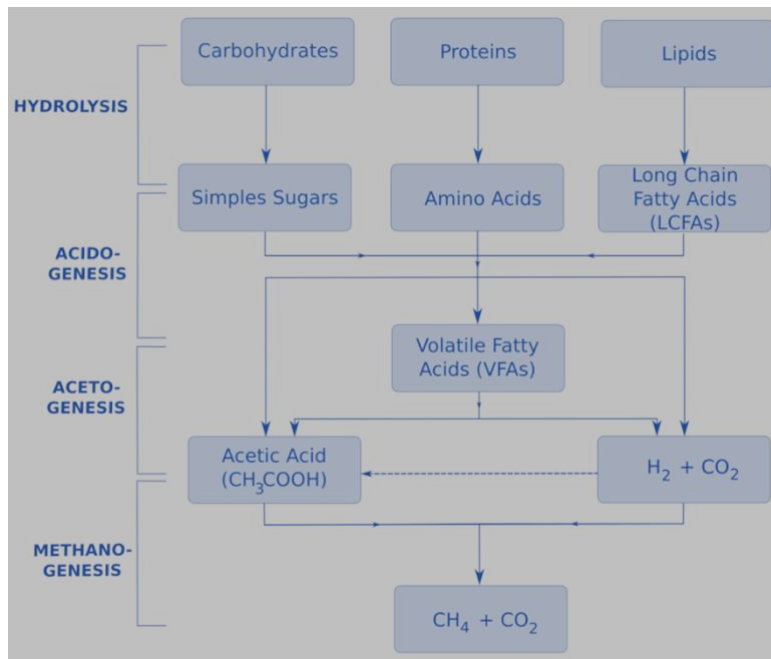 Carbohydrates
Proteins
Lipids
HYDROLYSIS
Simples Sugars
Amino Acids
Long Chain
Fatty Acids
(LCFAs)
ACIDO-
GENESIS
Volatile Fatty
Acids (VFAs)
ACETO-
GENESIS
Acetic Acid
(CH₃COOH)
H₂ + CO₂
METHANO-
GENESIS
CH₄ + CO₂